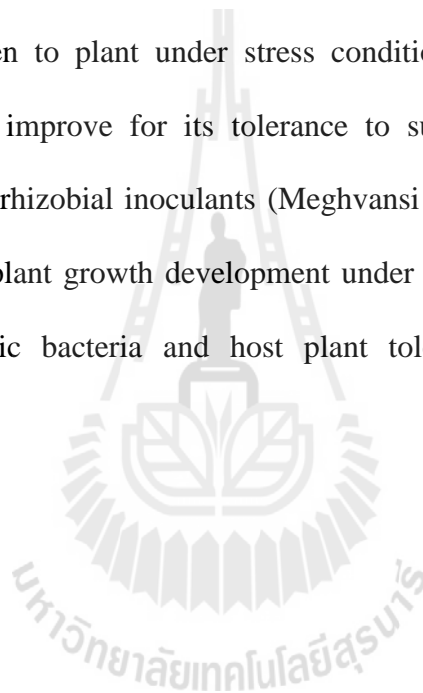 en to plant under stress conditio
improve for its tolerance to su
rhizobial inoculants (Meghvansi
plant growth development under
ic bacteria and host plant tol
มหาวิทยาลัยเทคโนโลยีสุรนารี